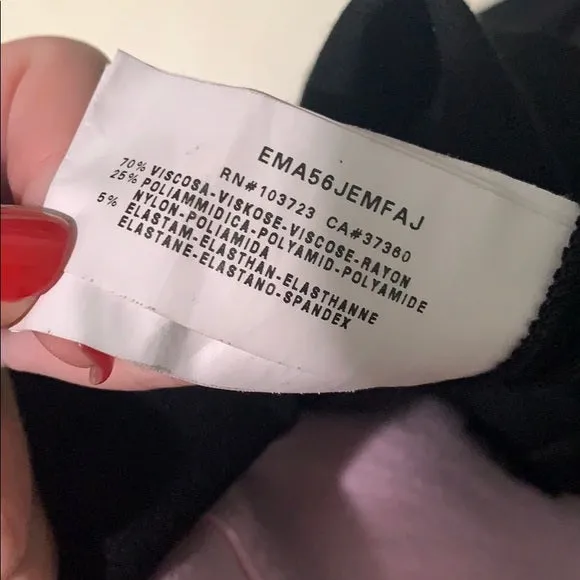 EMA56JEMFAJ
RN#103723 CA#37360
70% VISCOSA-VISKOSE-VISCOSE-RAYON
25% POLIAMMIDICA-POLYAMID-POLYAMIDE
NYLON-POLIAMIDA
5% ELASTAM-ELASTHAN-ELASTHANNE
ELASTANE-ELASTANO-SPANDEX